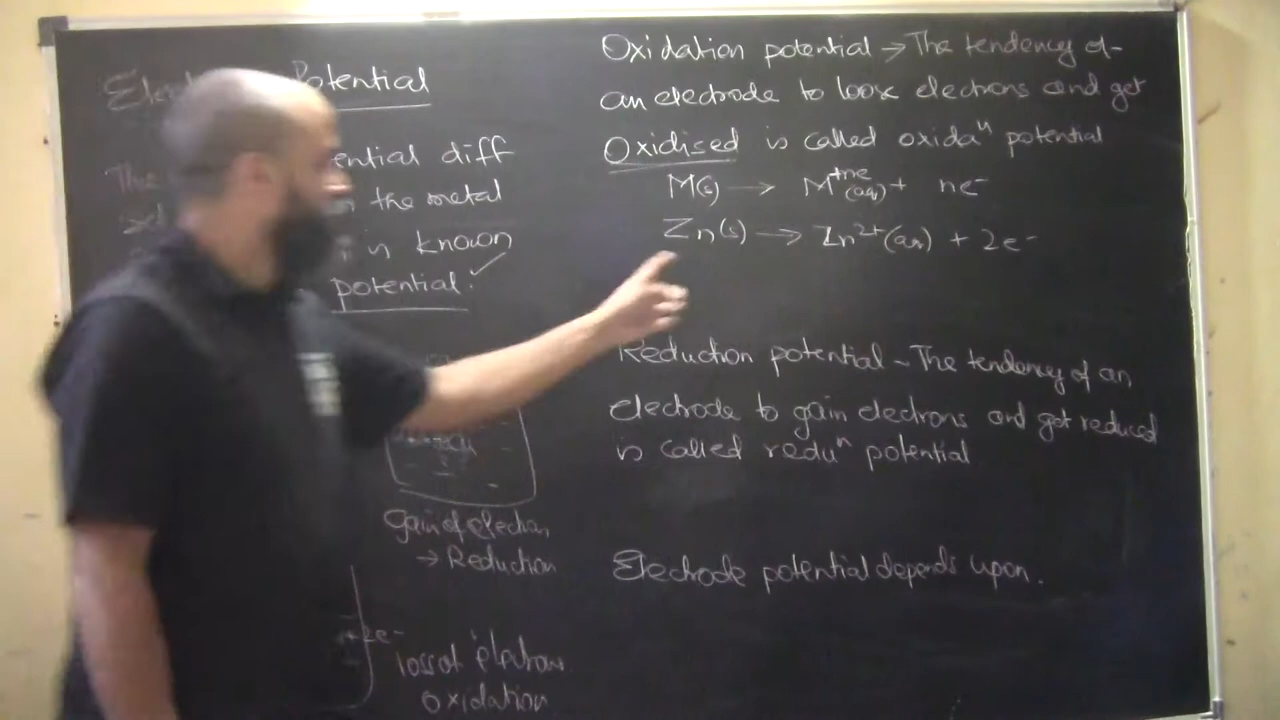 Potential
ential diff
the metal
is known
potential.
Gain of electron
→ Reduction
+2e⁻
loss of electron
oxidation
Oxidation potential → The tendency of
an electrode to loose electrons and get
Oxidised is called oxidaⁿ potential
M(s) → M⁺ⁿᵉ(aq) + ne⁻
Zn(s) → Zn²⁺(aq) + 2e⁻
Reduction potential - The tendency of an
electrode to gain electrons and get reduced
is called reduⁿ potential
Electrode potential depends upon.